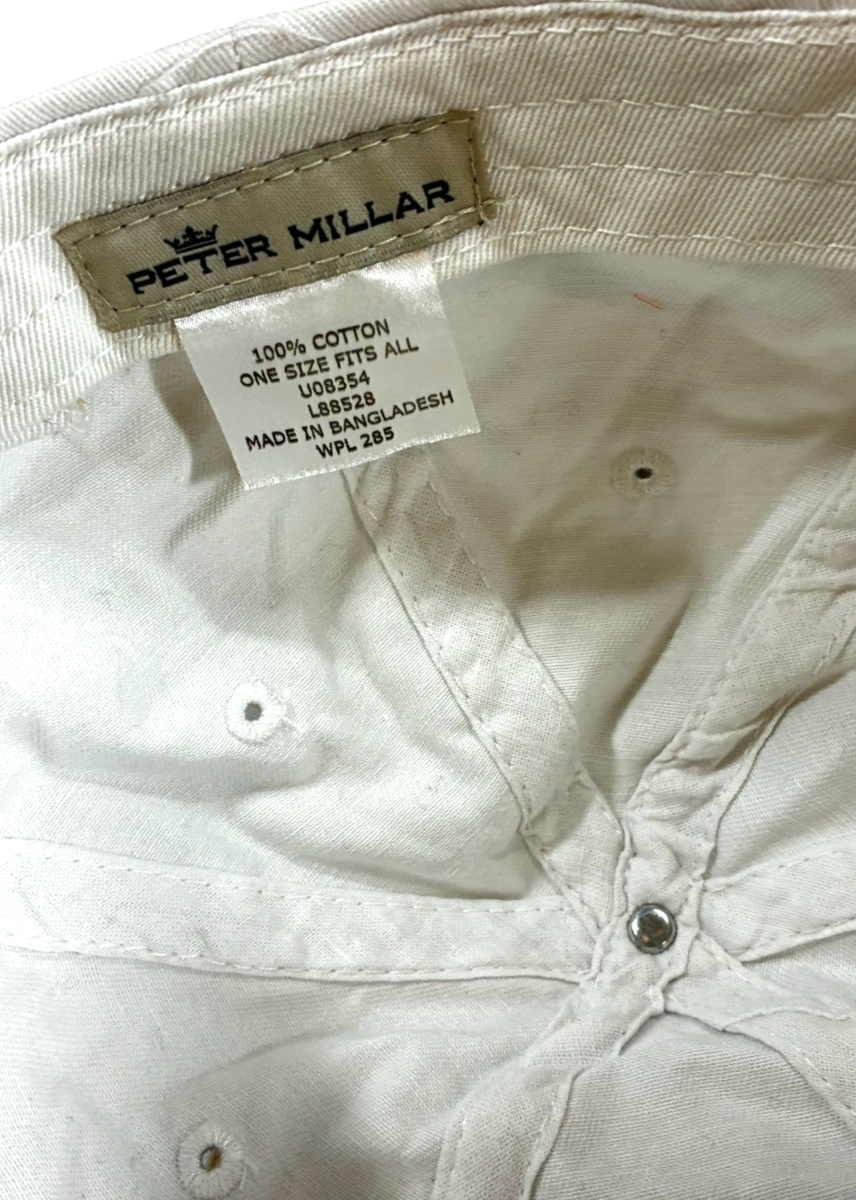 PETER MILLAR
100% COTTON
ONE SIZE FITS ALL
U08354
L88528
MADE IN BANGLADESH
WPL 285